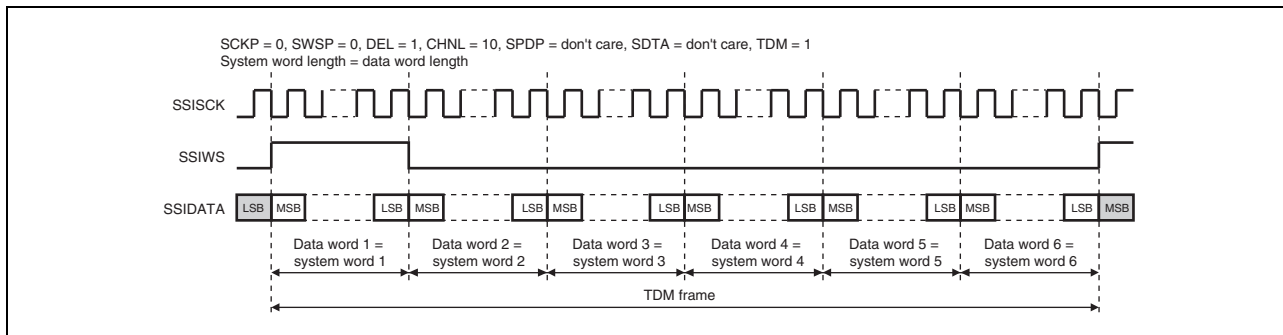 SCKP = 0, SWSP = 0, DEL = 1, CHNL = 10, SPDP = don't care, SDTA = don't care, TDM = 1
System word length = data word length
SSISCK
SSIWS
SSIDATA
LSB MSB LSB MSB LSB MSB LSB MSB LSB MSB LSB MSB LSB MSB
Data word 1 = Data word 2 = Data word 3 = Data word 4 = Data word 5 = Data word 6 =
system word 1 system word 2 system word 3 system word 4 system word 5 system word 6
TDM frame